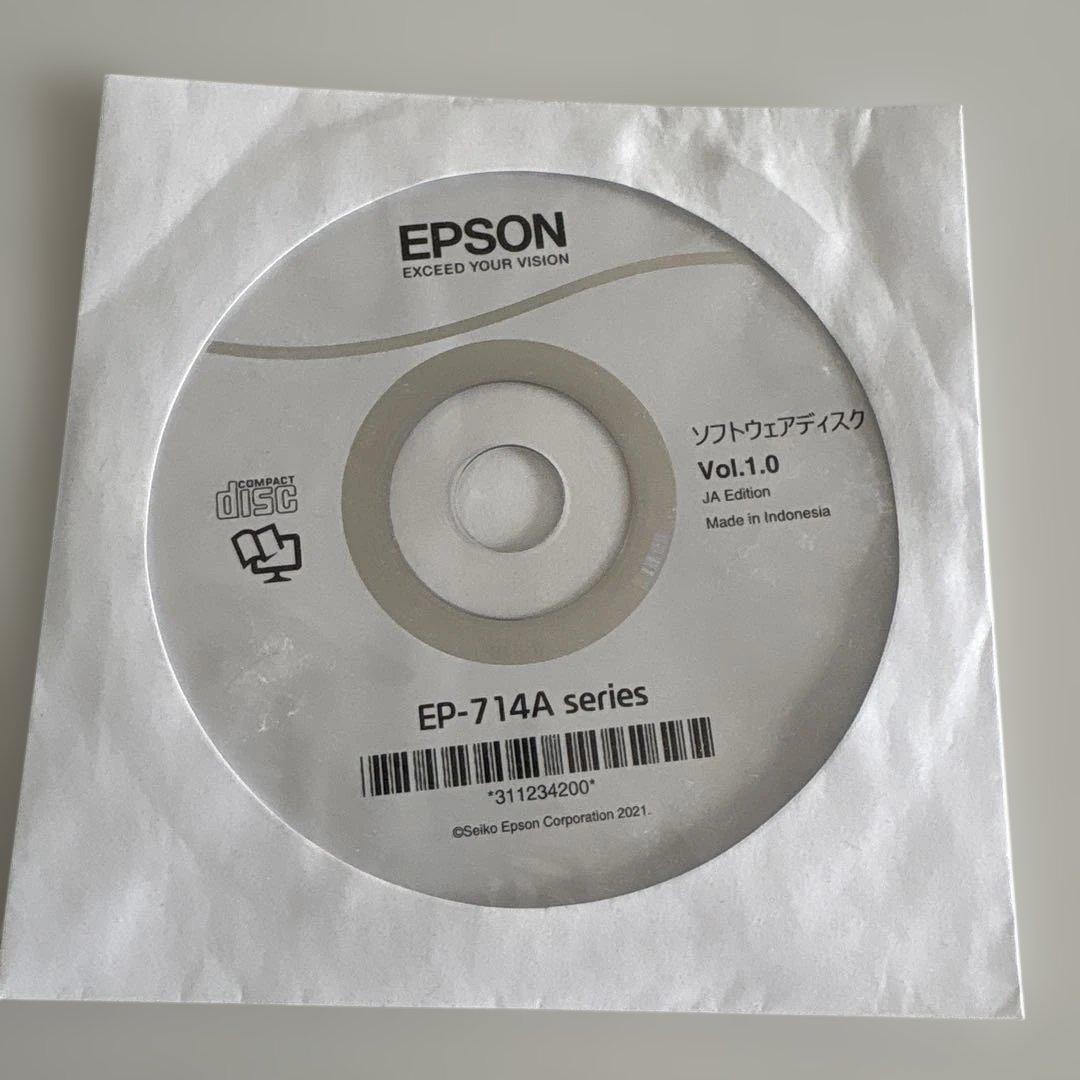 EPSON
EXCEED YOUR VISION
ソフトウェアディスク
Vol.1.0
JA Edition
Made in Indonesia
COMPACT
disc
EP-714A series
*311234200*
©Seiko Epson Corporation 2021.